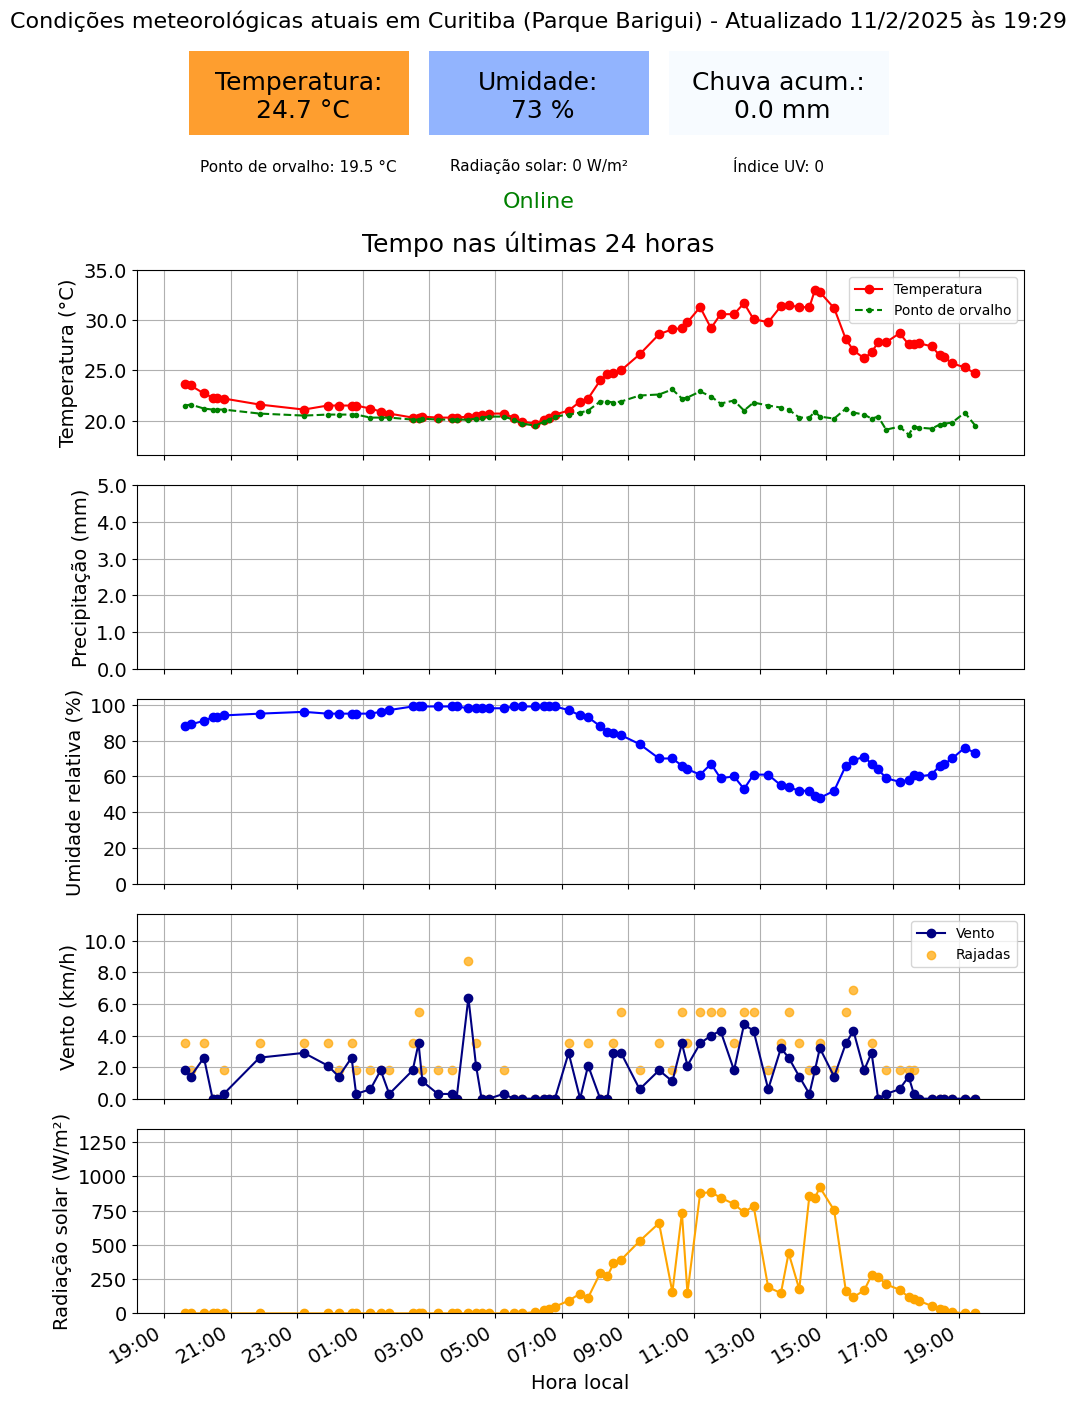 Condições meteorológicas atuais em Curitiba (Parque Barigui) - Atualizado 11/2/2025 às 19:29
Temperatura:
24.7 °C
Umidade:
73 %
Chuva acum.:
0.0 mm
Ponto de orvalho: 19.5 °C
Radiação solar: 0 W/m²
Índice UV: 0
Online
Tempo nas últimas 24 horas
Temperatura (°C)
35.0
30.0
25.0
20.0
Temperatura
Ponto de orvalho
Precipitação (mm)
5.0
4.0
3.0
2.0
1.0
0.0
Umidade relativa (%)
100
80
60
40
20
0
Vento (km/h)
10.0
8.0
6.0
4.0
2.0
0.0
Vento
Rajadas
Radiação solar (W/m²)
1250
1000
750
500
250
0
19:00
21:00
23:00
01:00
03:00
05:00
07:00
09:00
11:00
13:00
15:00
17:00
19:00
Hora local